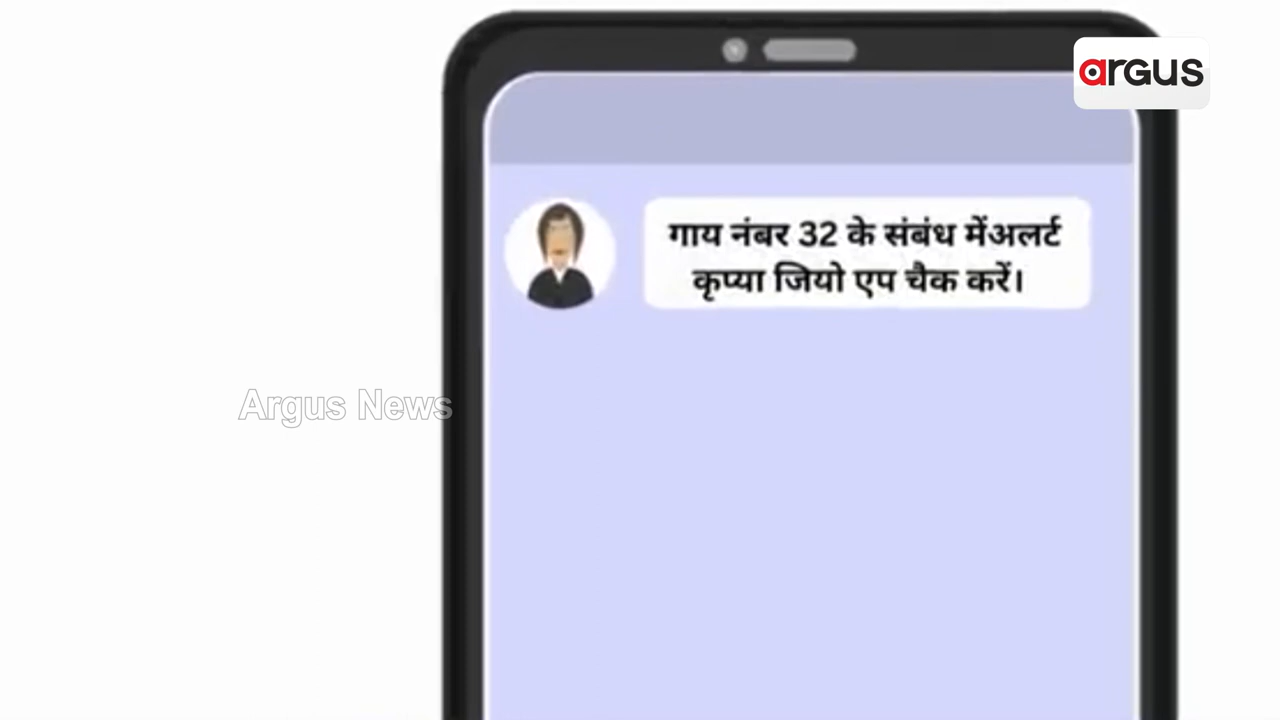 argus
गाय नंबर 32 के संबंध मेंअलर्ट
कृप्या जियो एप चैक करें।
Argus News